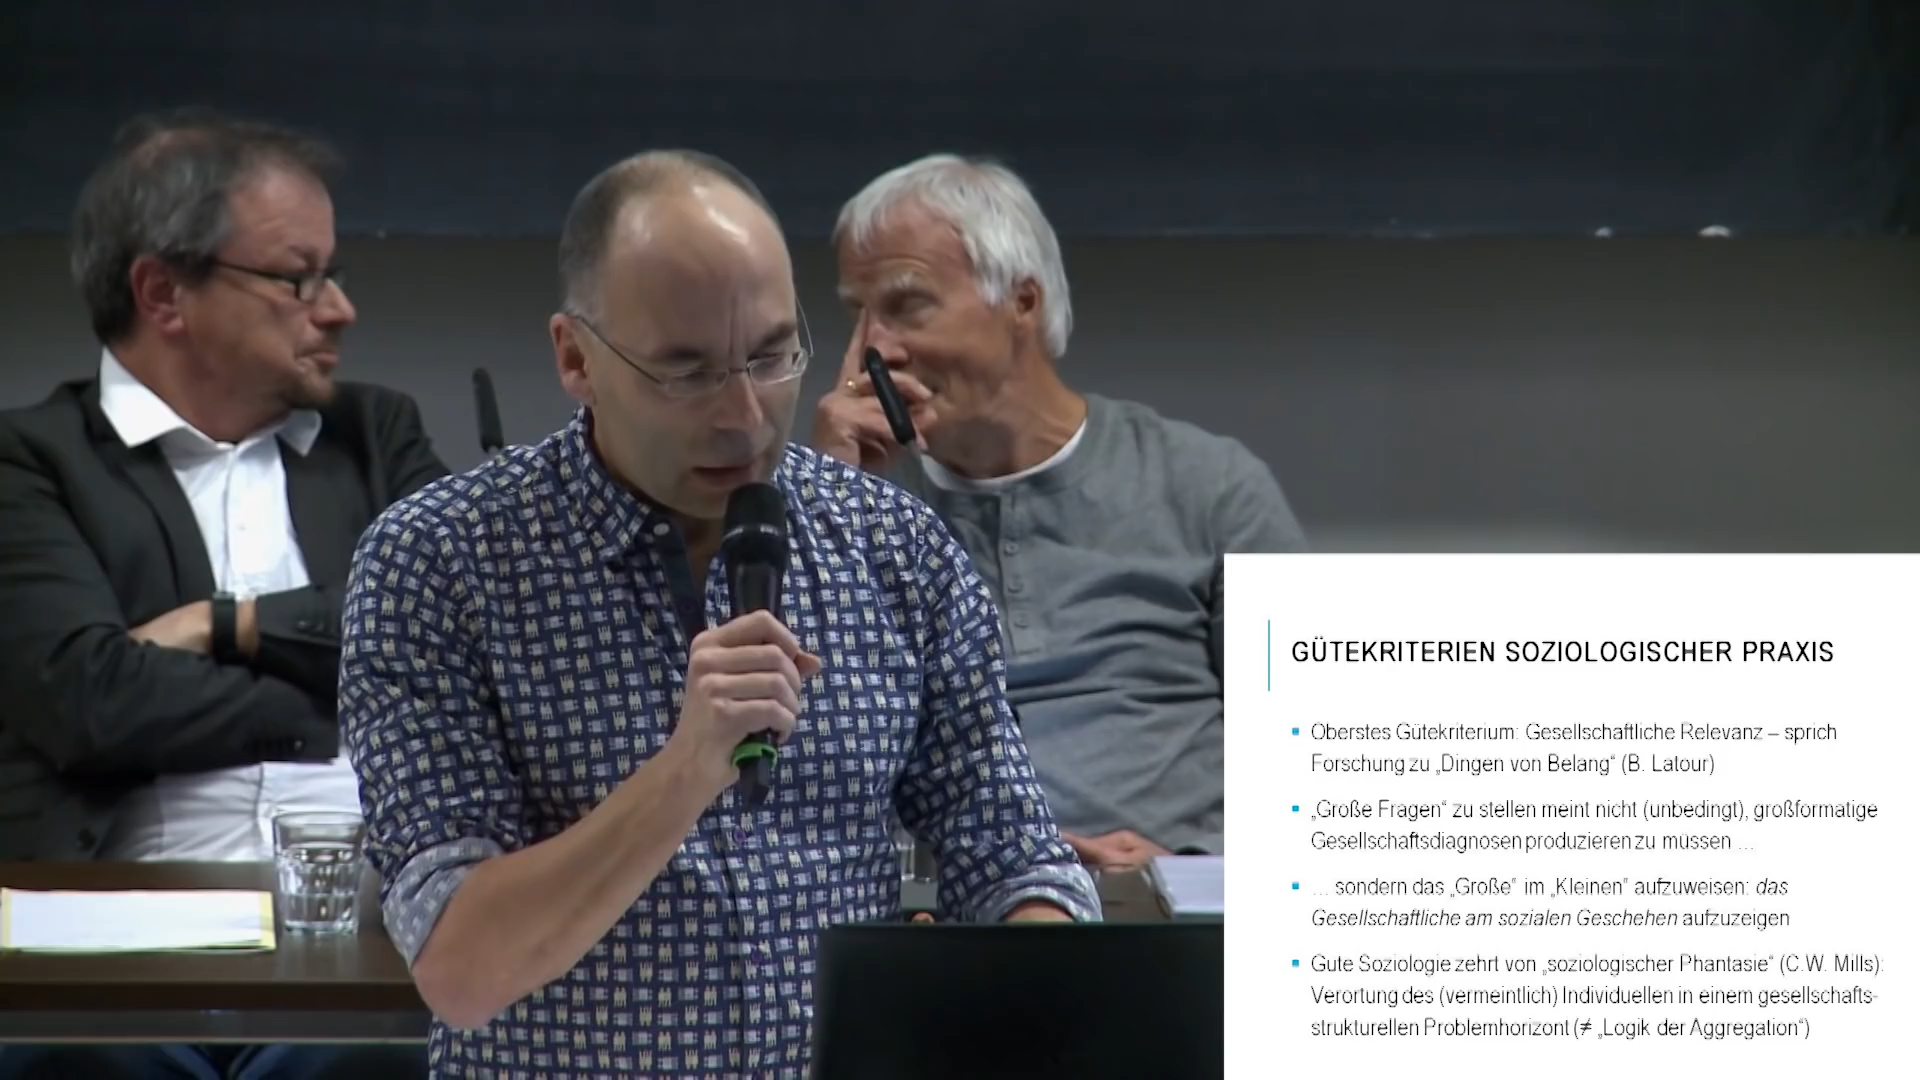 GÜTEKRITERIEN SOZIOLOGISCHER PRAXIS
▪ Oberstes Gütekriterium: Gesellschaftliche Relevanz – sprich
Forschung zu „Dingen von Belang“ (B. Latour)
▪ „Große Fragen“ zu stellen meint nicht (unbedingt), großformatige
Gesellschaftsdiagnosen produzieren zu müssen ...
▪ ... sondern das „Große“ im „Kleinen“ aufzuweisen: das
Gesellschaftliche am sozialen Geschehen aufzuzeigen
▪ Gute Soziologie zehrt von „soziologischer Phantasie“ (C.W. Mills):
Verortung des (vermeintlich) Individuellen in einem gesellschafts-
strukturellen Problemhorizont (≠ „Logik der Aggregation“)